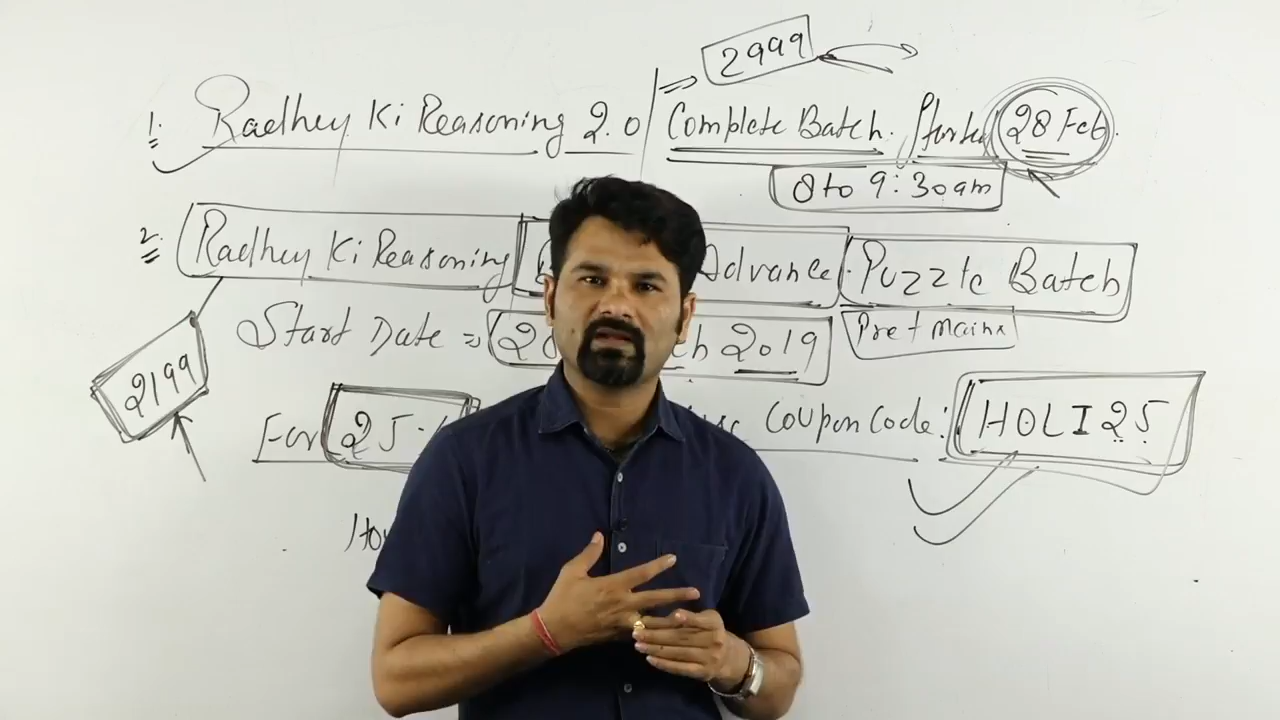 2999
1. Radhey Ki Reasoning 2.0 Complete Batch. Started 28 Feb.
8 to 9:30am
2. Radhey Ki Reasoning Advance. Puzzle Batch
Start Date = 2019 Pre + Mains
2199
For 25 Coupon Code: HOLI25